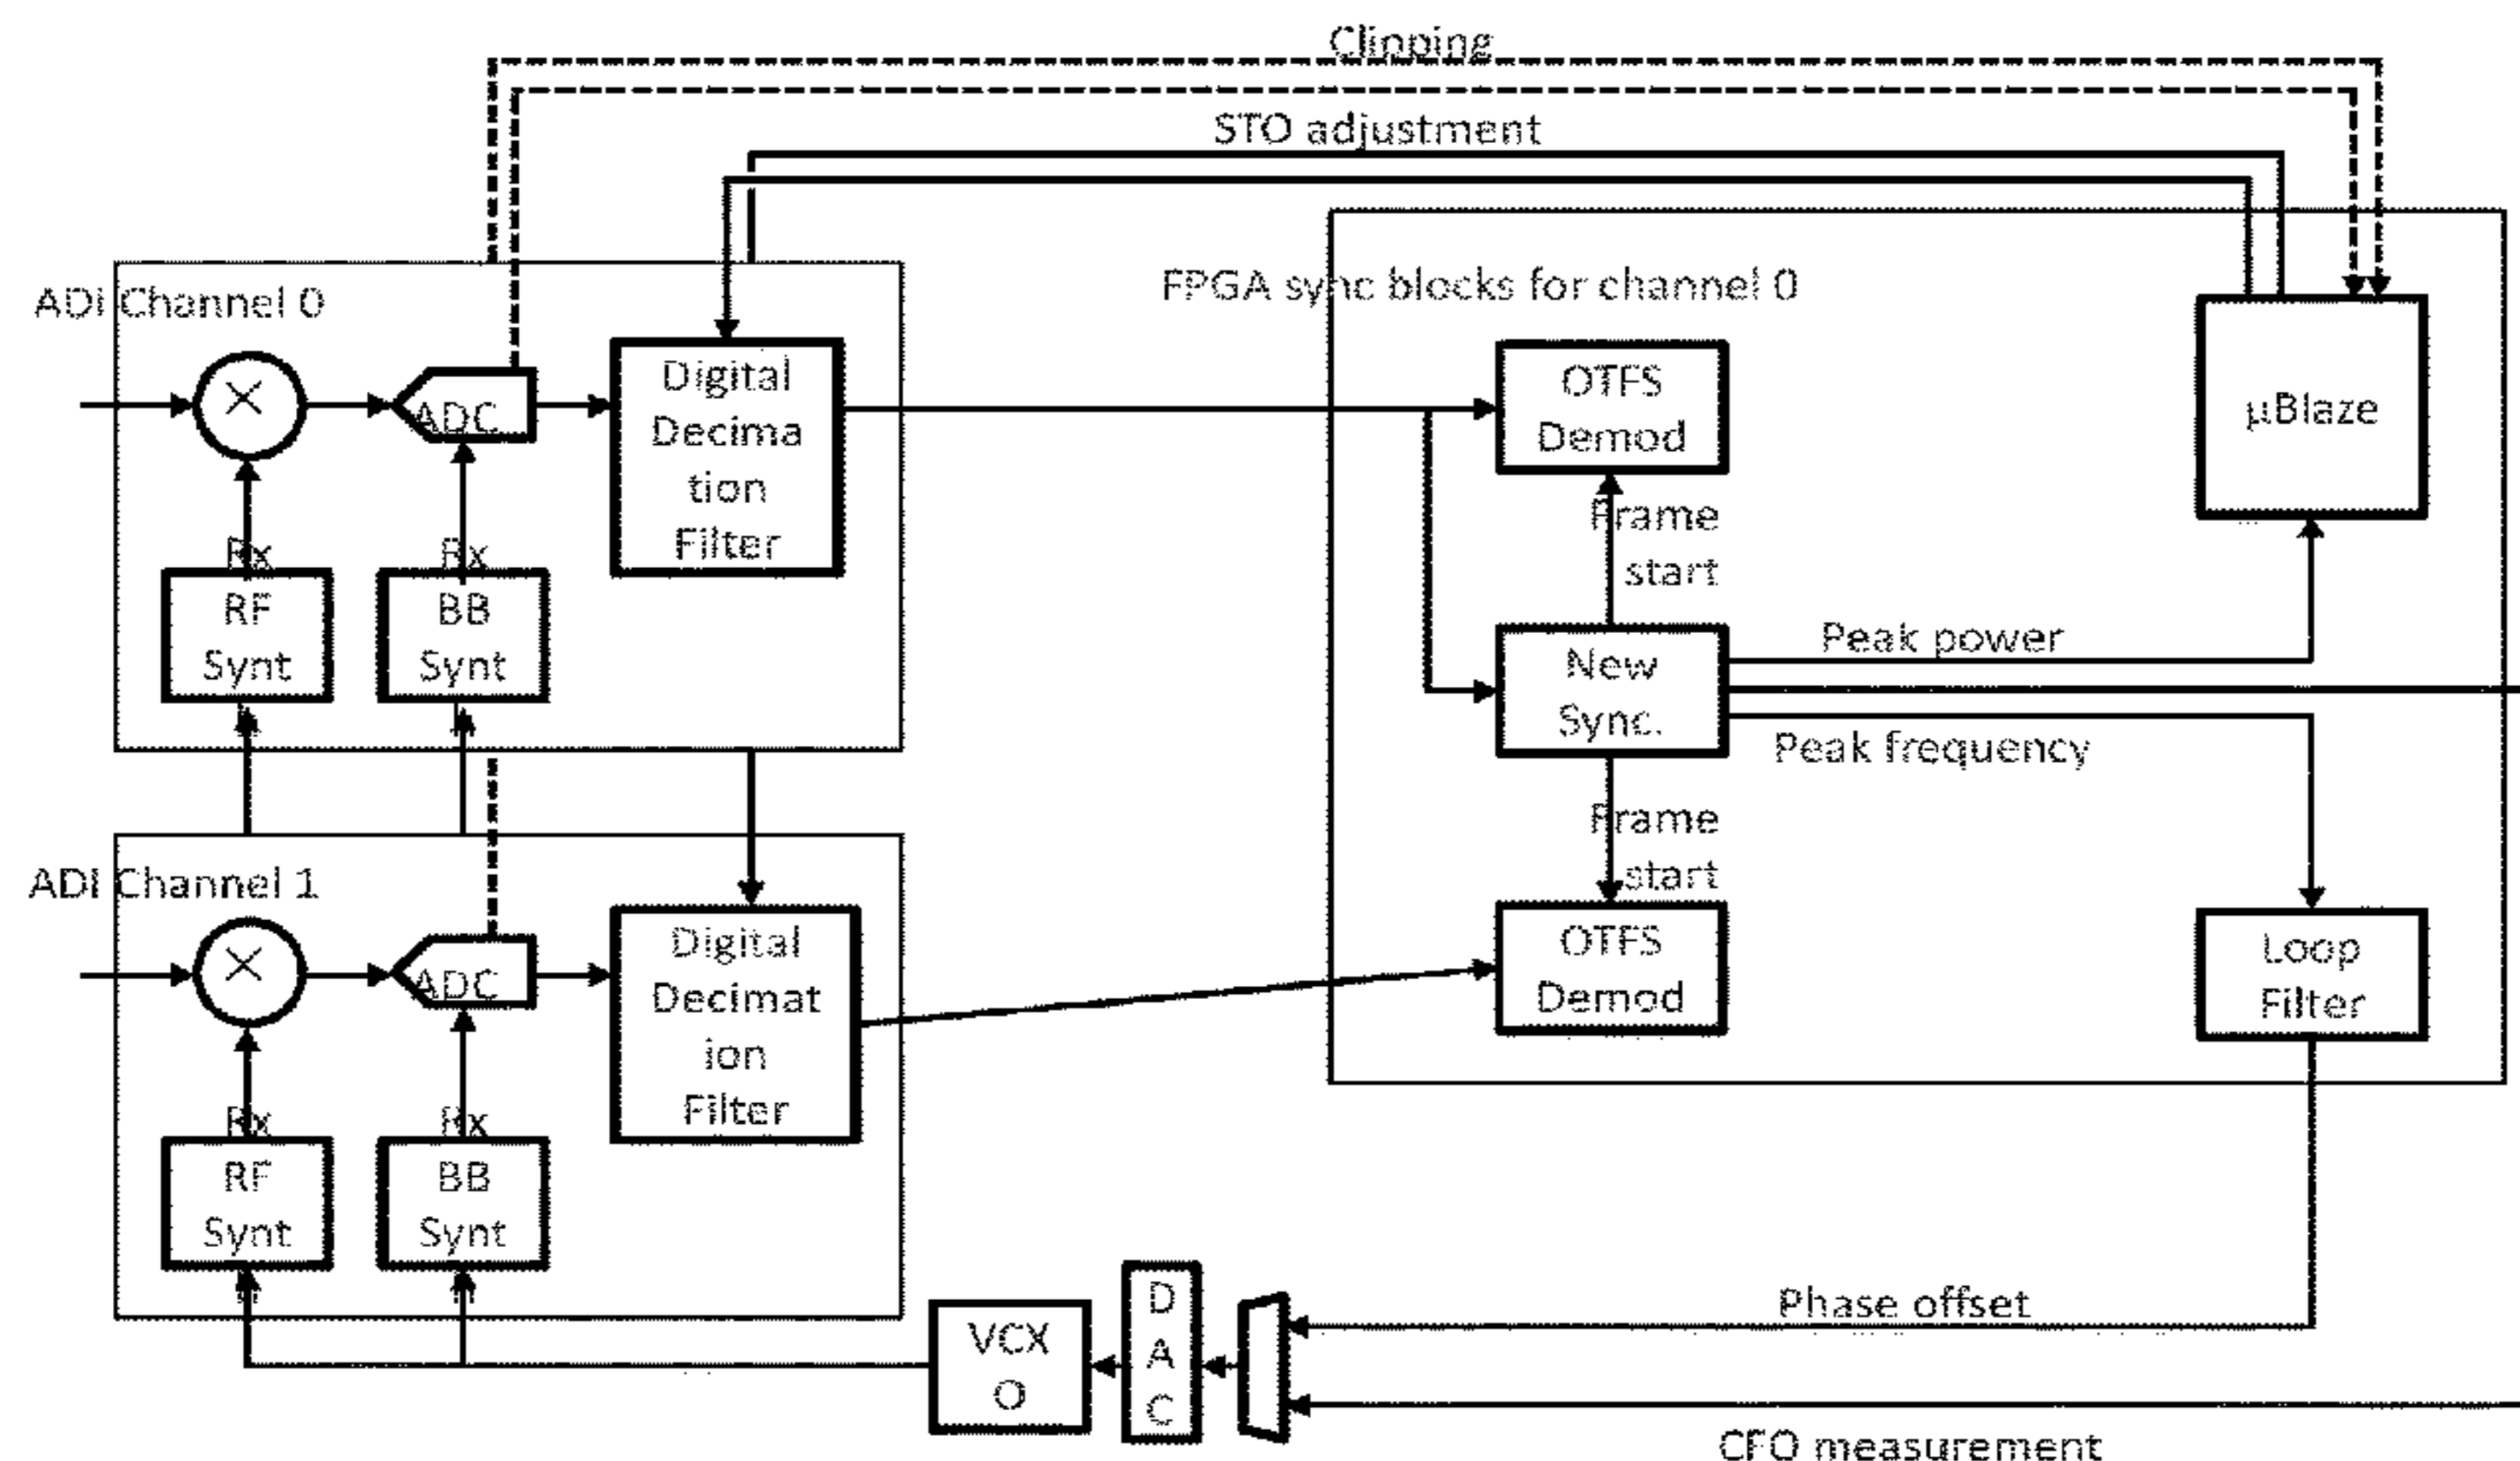 Clipping
STO adjustment
ADI Channel 0
FPGA sync blocks for channel 0
ADC
Digital
Decima
tion
Filter
OTFS
Demod
µBlaze
Frame
start
Rx
RF
Synt
Rx
BB
Synt
New
Sync.
Peak power
Peak frequency
Frame
start
ADI Channel 1
ADC
Digital
Decimat
ion
Filter
OTFS
Demod
Loop
Filter
Rx
RF
Synt
Rx
BB
Synt
VCX
O
D
A
C
Phase offset
CFO measurement